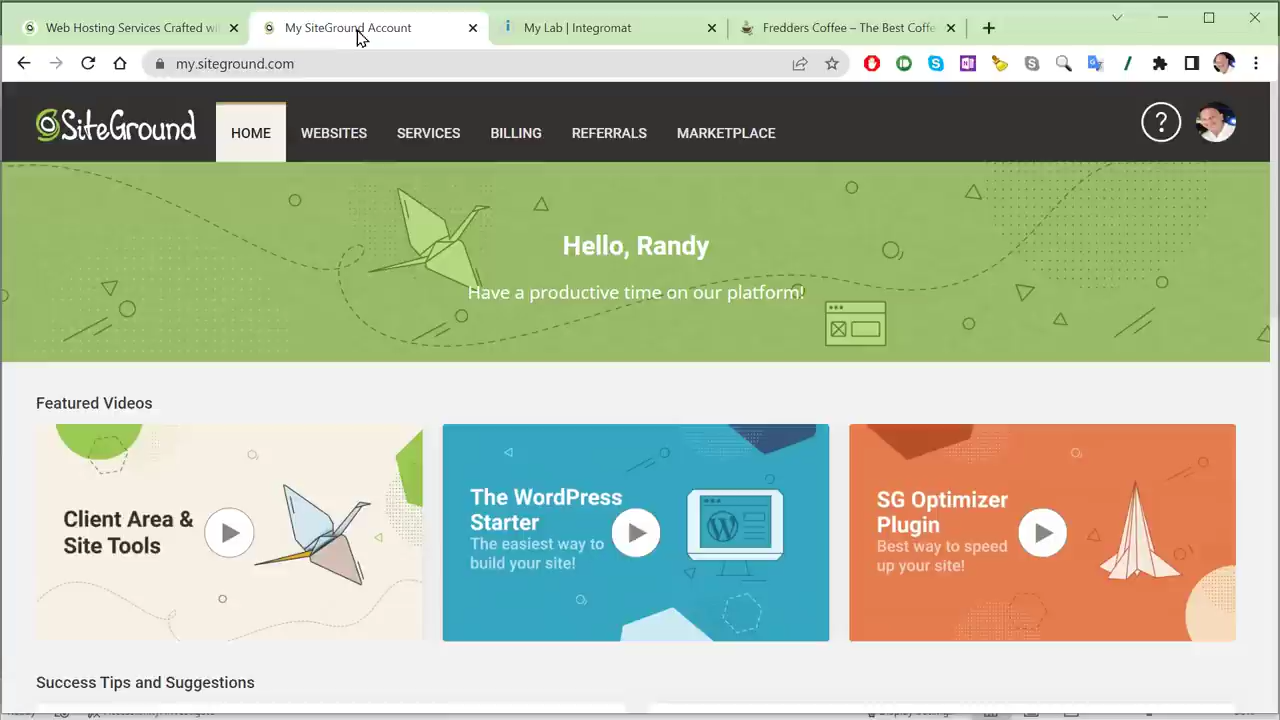 Web Hosting Services Crafted wi
My SiteGround Account
My Lab | Integromat
Fredders Coffee – The Best Coffe
my.siteground.com
SiteGround
HOME
WEBSITES
SERVICES
BILLING
REFERRALS
MARKETPLACE
?
Hello, Randy
Have a productive time on our platform!
Featured Videos
Client Area &
Site Tools
The WordPress
Starter
The easiest way to
build your site!
SG Optimizer
Plugin
Best way to speed
up your site!
Success Tips and Suggestions